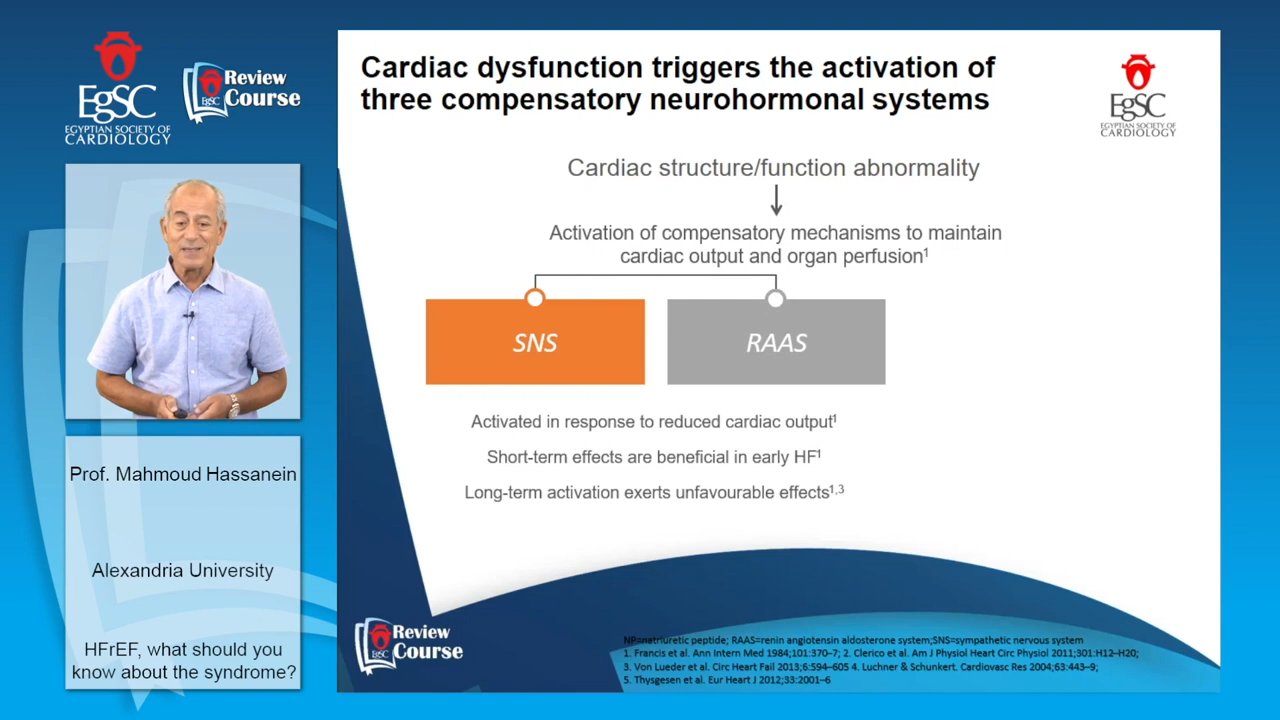 EgSC
EGYPTIAN SOCIETY OF
CARDIOLOGY
EgSC
Review
Course
Prof. Mahmoud Hassanein
Alexandria University
HFrEF, what should you
know about the syndrome?
Cardiac dysfunction triggers the activation of
three compensatory neurohormonal systems
EgSC
EGYPTIAN SOCIETY OF
CARDIOLOGY
Cardiac structure/function abnormality
Activation of compensatory mechanisms to maintain
cardiac output and organ perfusion¹
SNS
RAAS
Activated in response to reduced cardiac output¹
Short-term effects are beneficial in early HF¹
Long-term activation exerts unfavourable effects¹,³
EgSC
Review
Course
NP=natriuretic peptide; RAAS=renin angiotensin aldosterone system;SNS=sympathetic nervous system
1. Francis et al. Ann Intern Med 1984;101:370–7; 2. Clerico et al. Am J Physiol Heart Circ Physiol 2011;301:H12–H20;
3. Von Lueder et al. Circ Heart Fail 2013;6:594–605 4. Luchner & Schunkert. Cardiovasc Res 2004;63:443–9;
5. Thysgesen et al. Eur Heart J 2012;33:2001–6